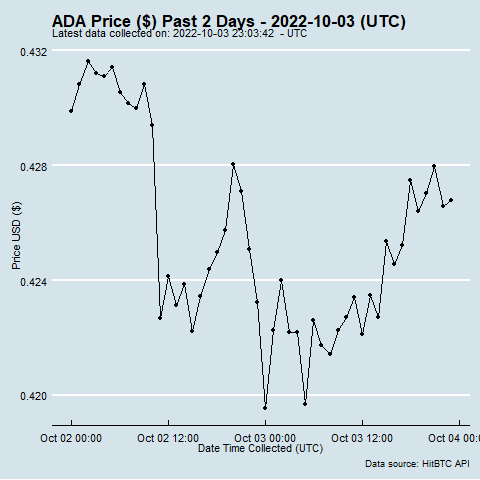 ADA Price ($) Past 2 Days - 2022-10-03 (UTC)
Latest data collected on: 2022-10-03 23:03:42 - UTC
0.432
0.428
0.424
0.420
Price USD ($)
Oct 02 00:00 Oct 02 12:00 Oct 03 00:00 Oct 03 12:00 Oct 04 00:0
Date Time Collected (UTC)
Data source: HitBTC API